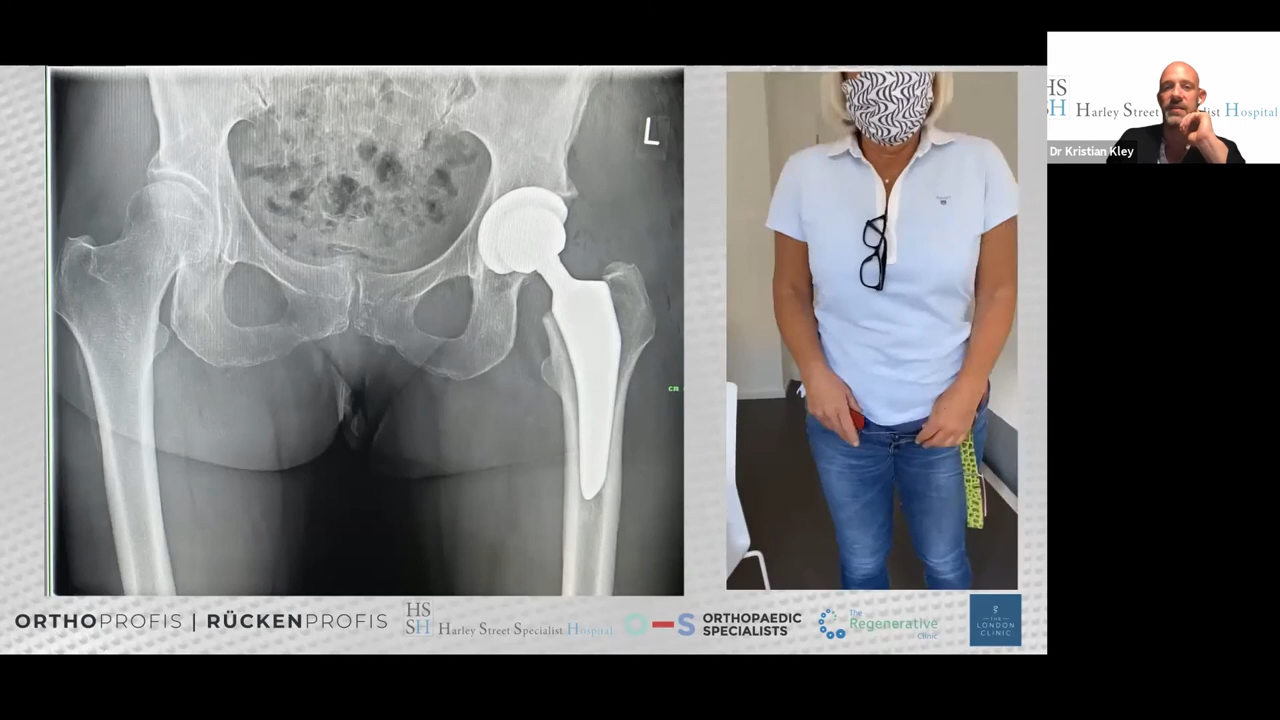 L
cm
HS
SH
Harley Street
ist Hospital
Dr Kristian Kley
ORTHOPROFIS | RÜCKENPROFIS
HS
SH Harley Street Specialist Hospital
O-S ORTHOPAEDIC
SPECIALISTS
The
Regenerative
Clinic
THE
LONDON
CLINIC